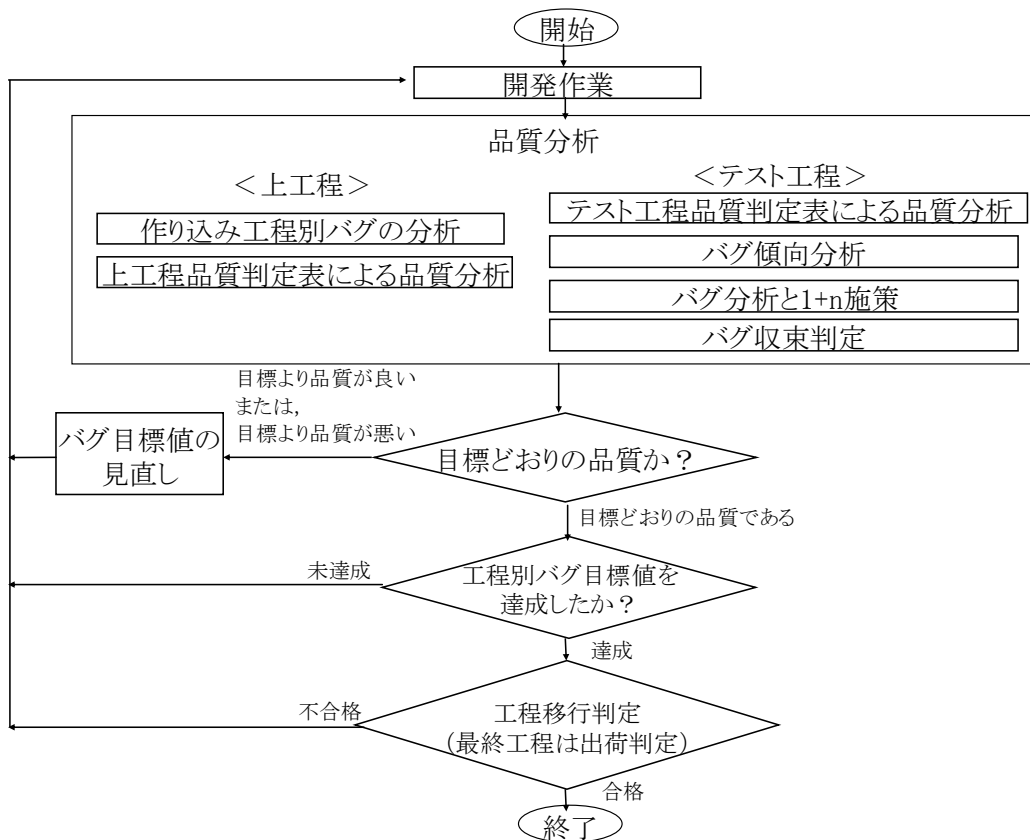 開始
開発作業
品質分析
＜上工程＞
作り込み工程別バグの分析
上工程品質判定表による品質分析
＜テスト工程＞
テスト工程品質判定表による品質分析
バグ傾向分析
バグ分析と1+n施策
バグ収束判定
目標より品質が良い
または,
目標より品質が悪い
バグ目標値の
見直し
目標どおりの品質か？
目標どおりの品質である
未達成
工程別バグ目標値を
達成したか？
達成
不合格
工程移行判定
(最終工程は出荷判定)
合格
終了